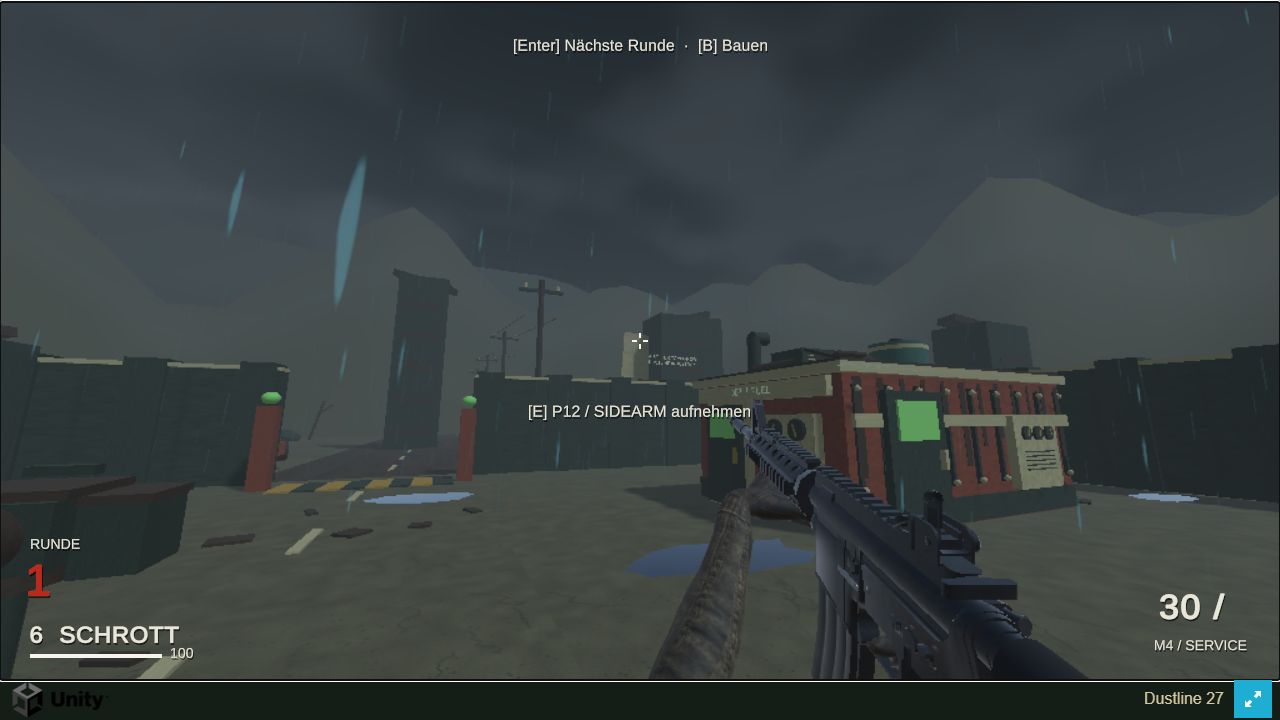 [Enter] Nächste Runde · [B] Bauen
[E] P12 / SIDEARM aufnehmen
RUNDE
1
6 SCHROTT
100
30 /
M4 / SERVICE
Unity
Dustline 27